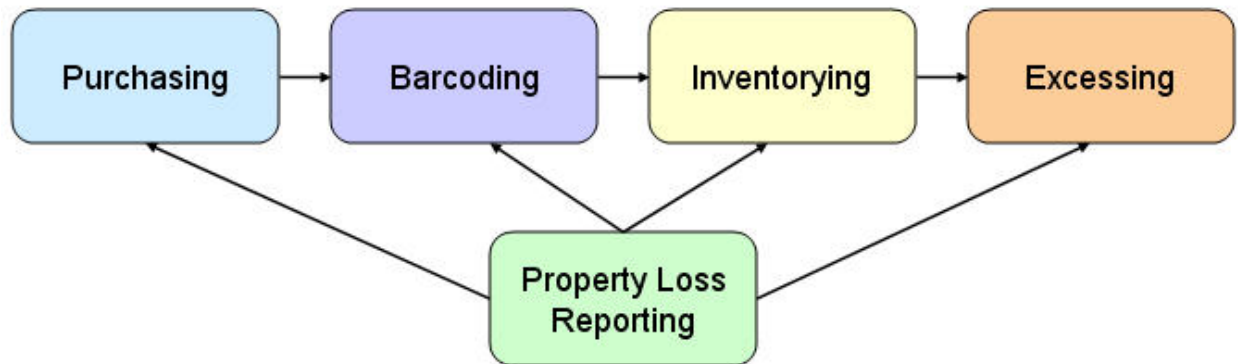 Purchasing
Barcoding
Inventorying
Excessing
Property Loss
Reporting